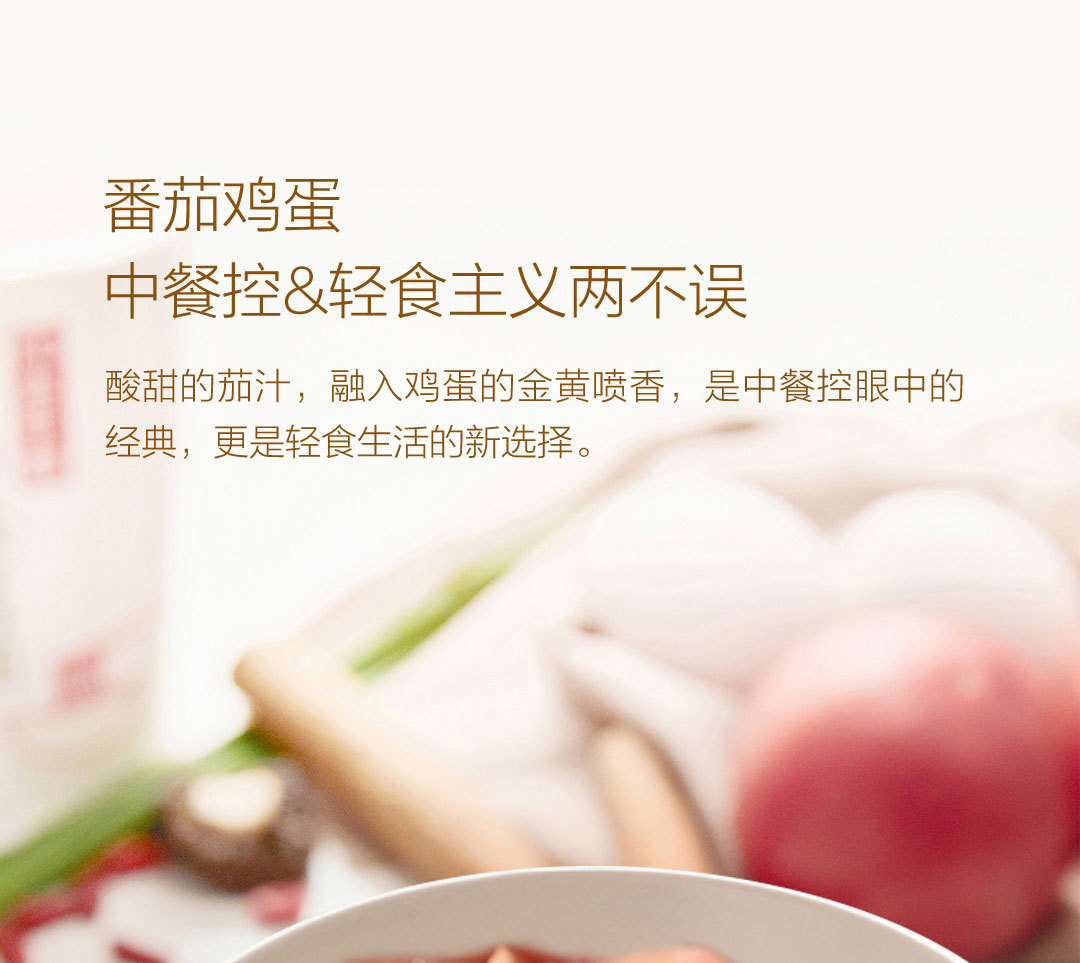 番茄鸡蛋
中餐控&轻食主义两不误
酸甜的茄汁，融入鸡蛋的金黄喷香，是中餐控眼中的
经典，更是轻食生活的新选择。